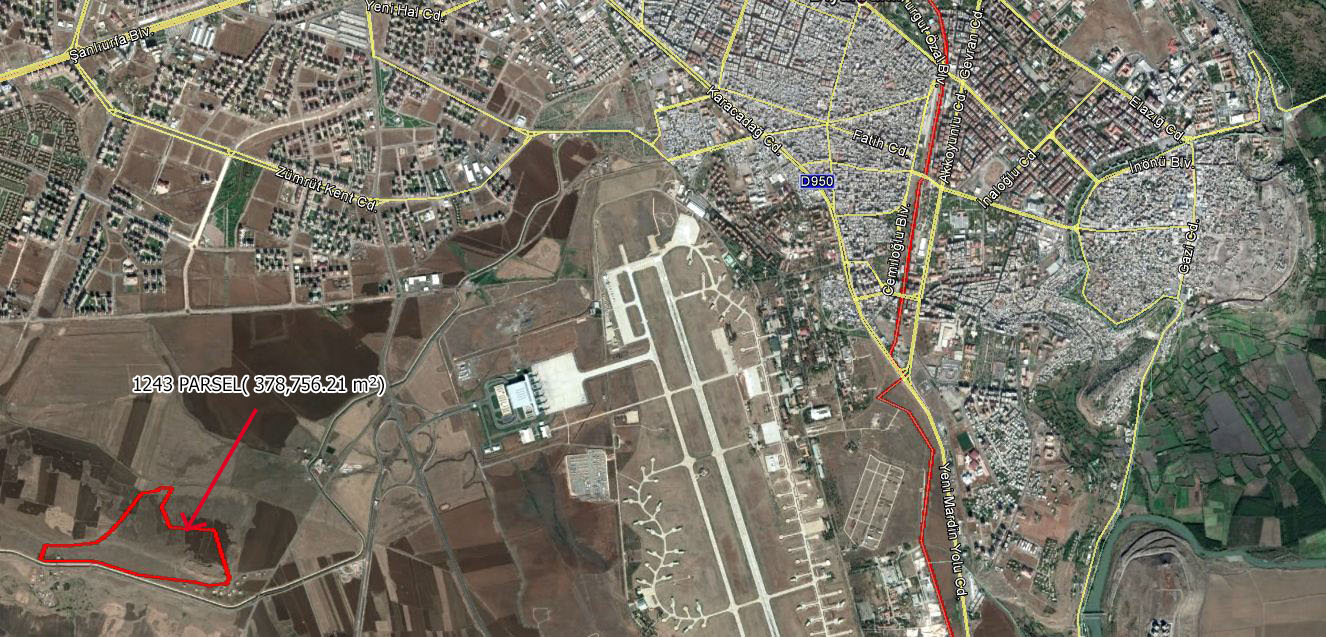 Yeni Hal Cd.
Şanlıurfa Blv.
Turgut Özal Blv.
Gevran Cd.
Karacadağ Cd.
Fatih Cd.
Akkoyunlu Cd.
Elazığ Cd.
İnönü Blv.
Zümrüt Kent Cd.
D950
İnaloğlu Cd.
Cemiloğlu Blv.
Gazi Cd.
1243 PARSEL( 378,756.21 m²)
Yeni Mardin Yolu Cd.